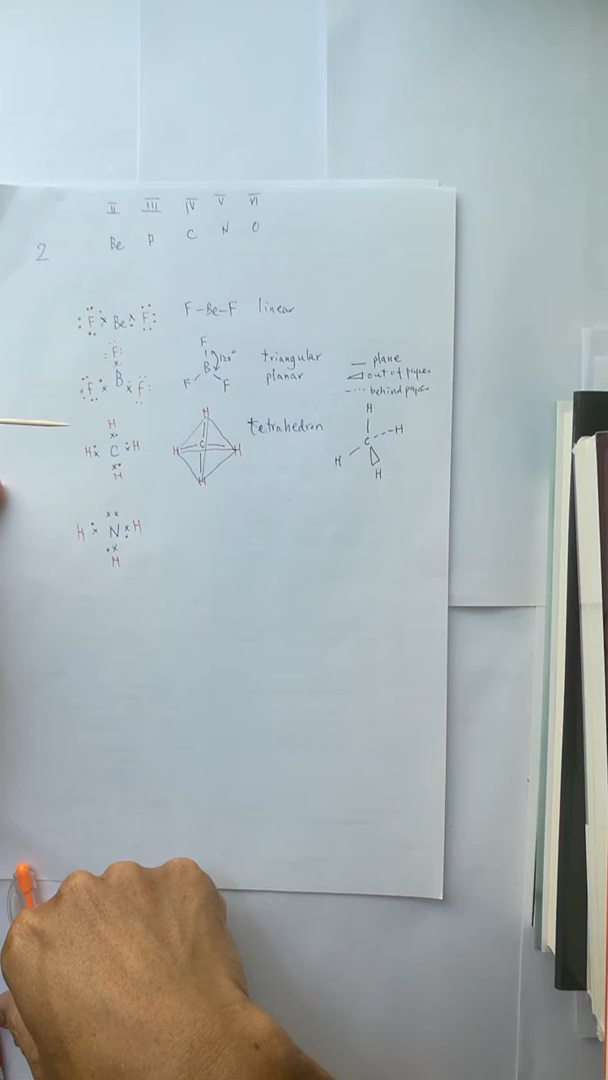 II III IV V VI
2 Be B C N O
F Be F F-Be-F linear
F
B
F F
F
B 120°
F F
triangular
planar
plane
out of paper
behind paper
H
H C H
H
H
H C H
H
tetrahedron
H
C H
H
H
H N H
H